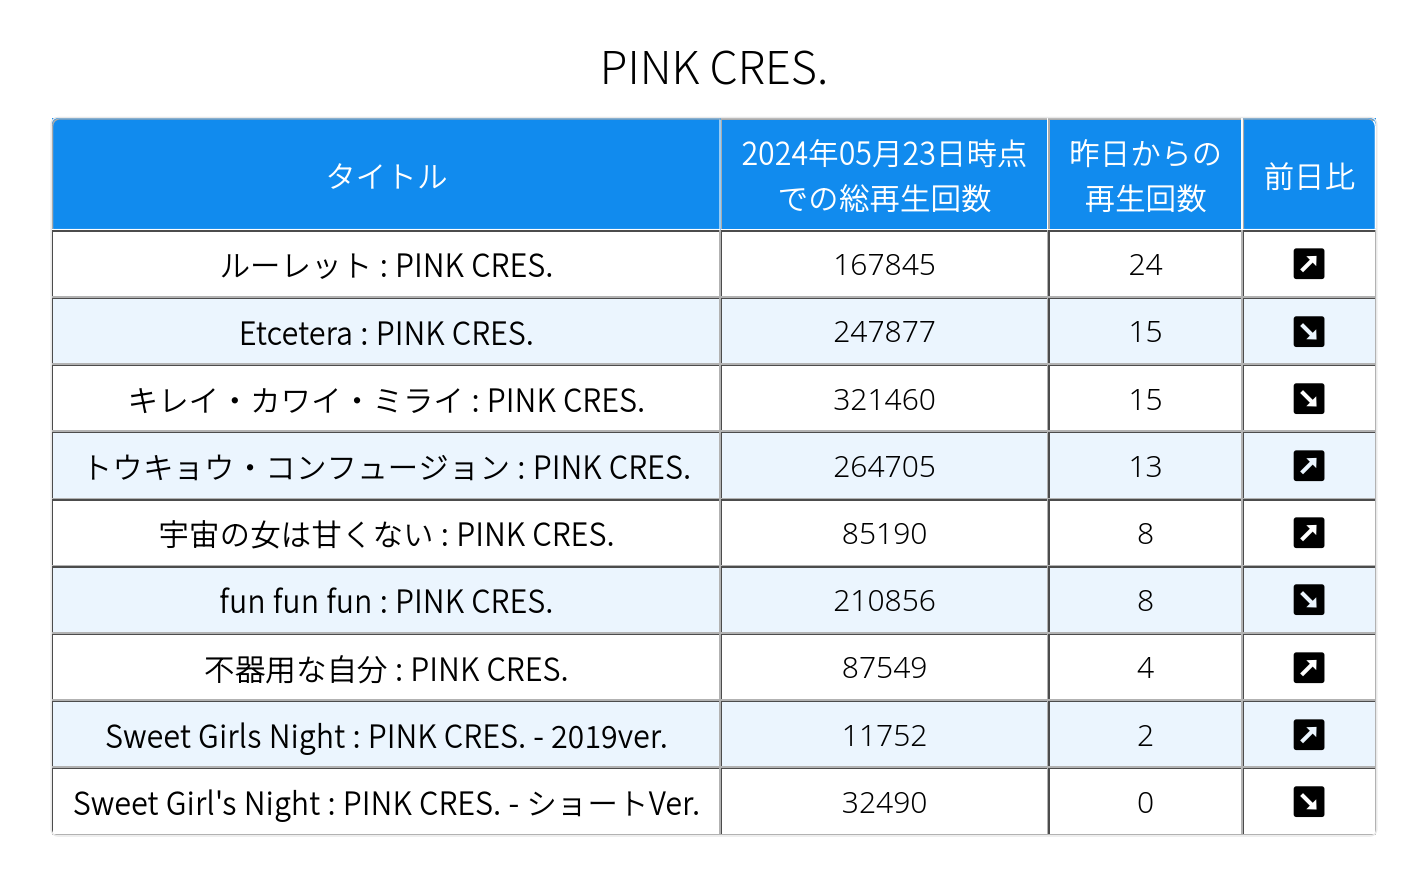 PINK CRES.
タイトル 2024年05月23日時点での総再生回数 昨日からの再生回数 前日比
ルーレット : PINK CRES. 167845 24 ↗
Etcetera : PINK CRES. 247877 15 ↘
キレイ・カワイ・ミライ : PINK CRES. 321460 15 ↘
トウキョウ・コンフュージョン : PINK CRES. 264705 13 ↗
宇宙の女は甘くない : PINK CRES. 85190 8 ↗
fun fun fun : PINK CRES. 210856 8 ↘
不器用な自分 : PINK CRES. 87549 4 ↗
Sweet Girls Night : PINK CRES. - 2019ver. 11752 2 ↗
Sweet Girl's Night : PINK CRES. - ショートVer. 32490 0 ↘